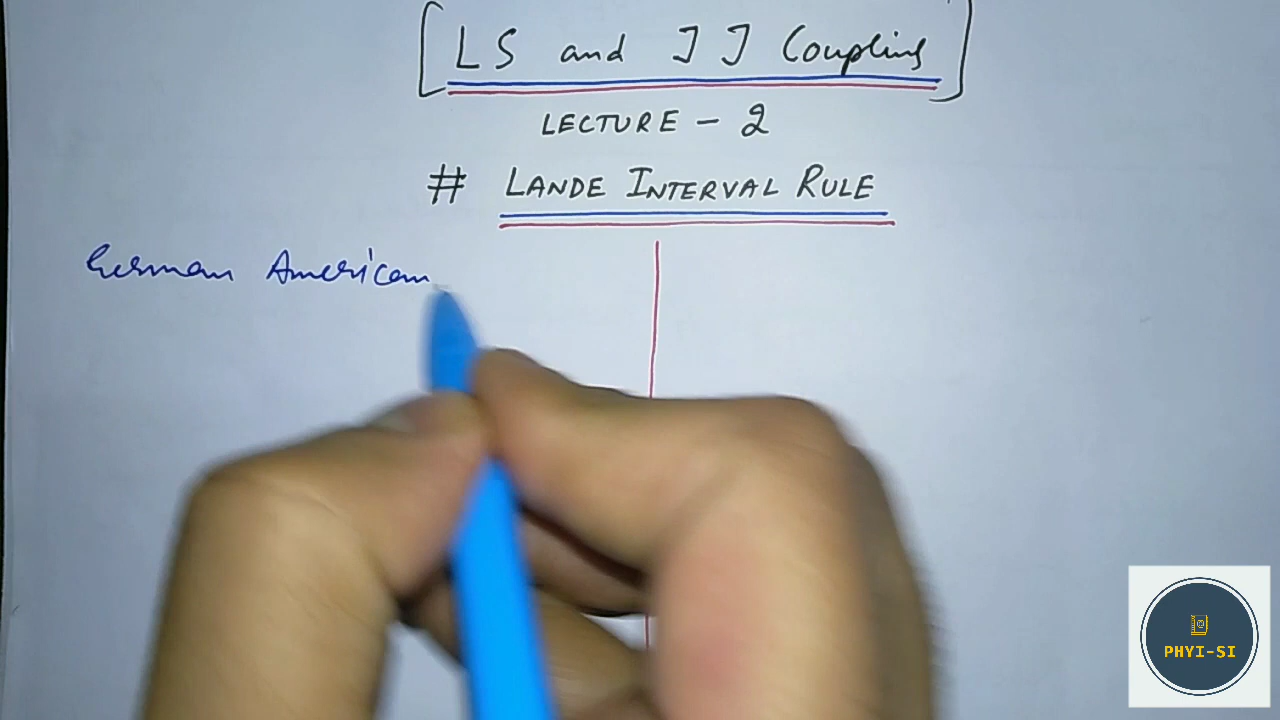 [LS and JJ Coupling]
LECTURE - 2
# LANDE INTERVAL RULE
German American
PHYI-SI